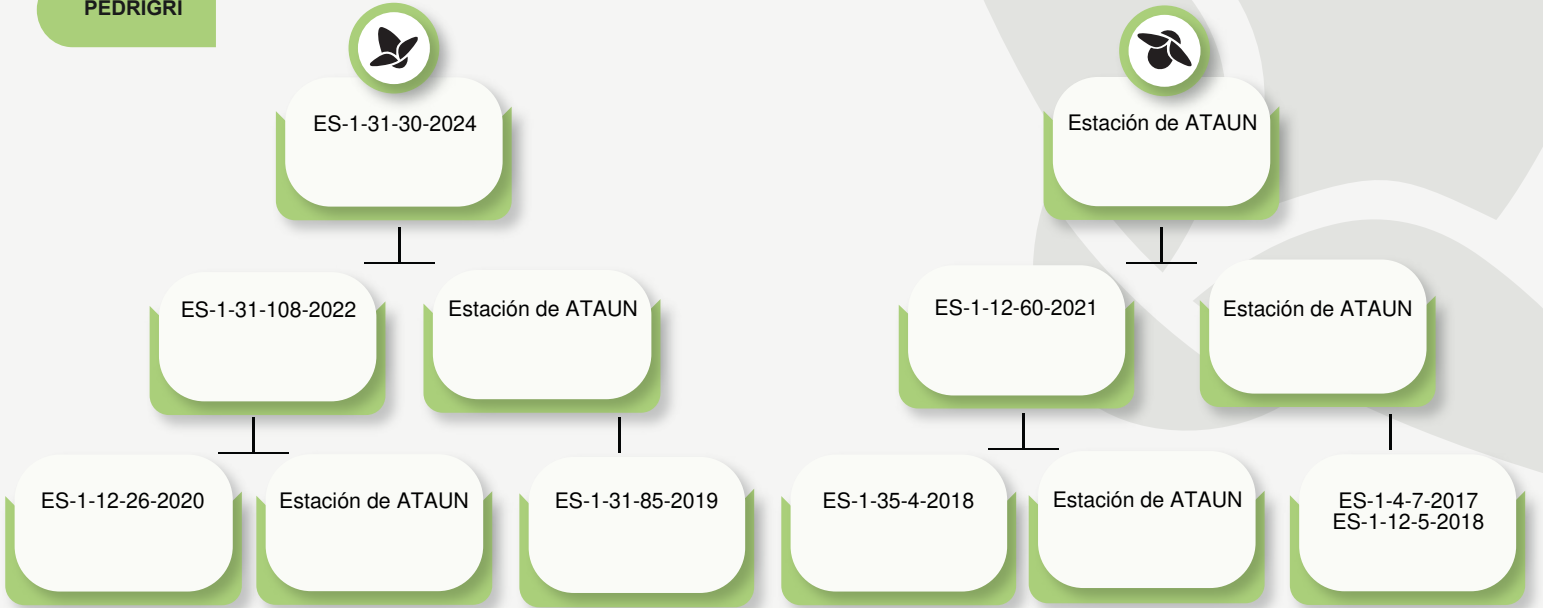 PEDRIGRI
ES-1-31-30-2024
Estación de ATAUN
ES-1-31-108-2022
Estación de ATAUN
ES-1-12-60-2021
Estación de ATAUN
ES-1-12-26-2020
Estación de ATAUN
ES-1-31-85-2019
ES-1-35-4-2018
Estación de ATAUN
ES-1-4-7-2017
ES-1-12-5-2018